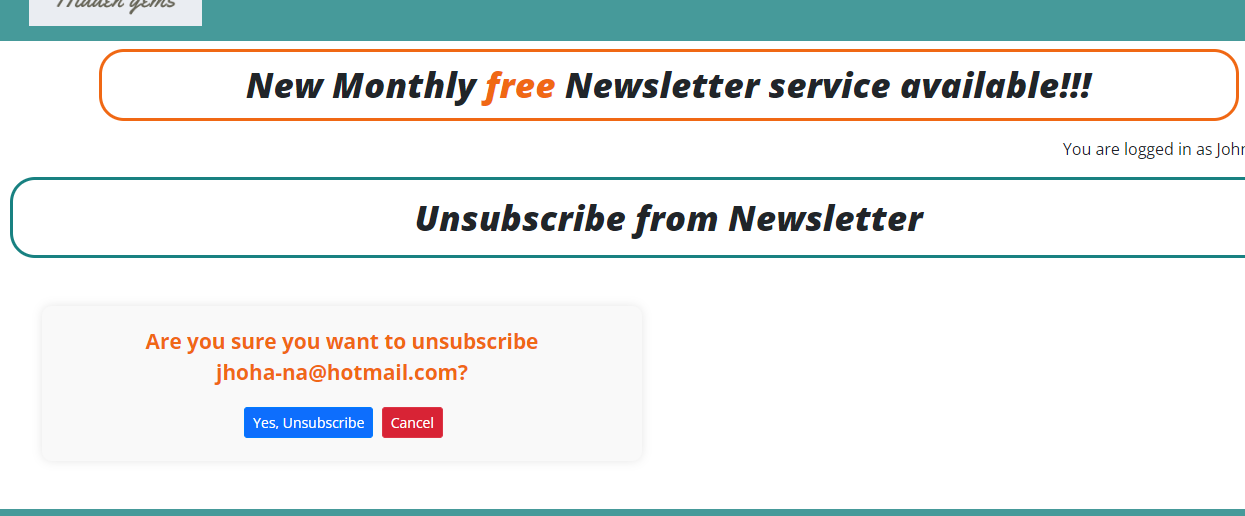 Hidden gems
New Monthly free Newsletter service available!!!
You are logged in as John
Unsubscribe from Newsletter
Are you sure you want to unsubscribe
jhoha-na@hotmail.com?
Yes, Unsubscribe
Cancel